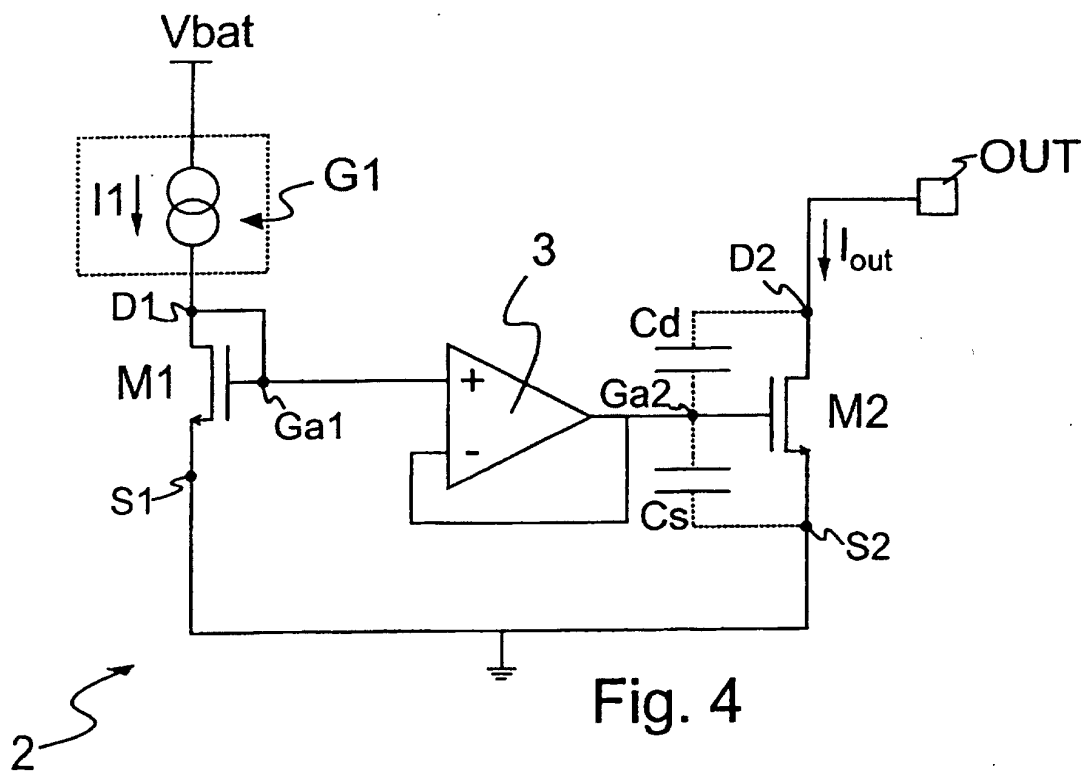 Vbat
OUT
I1
G1
Iout
3
D2
D1
Cd
M1
+
Ga2
M2
Ga1
-
S1
Cs
S2
Fig. 4
2